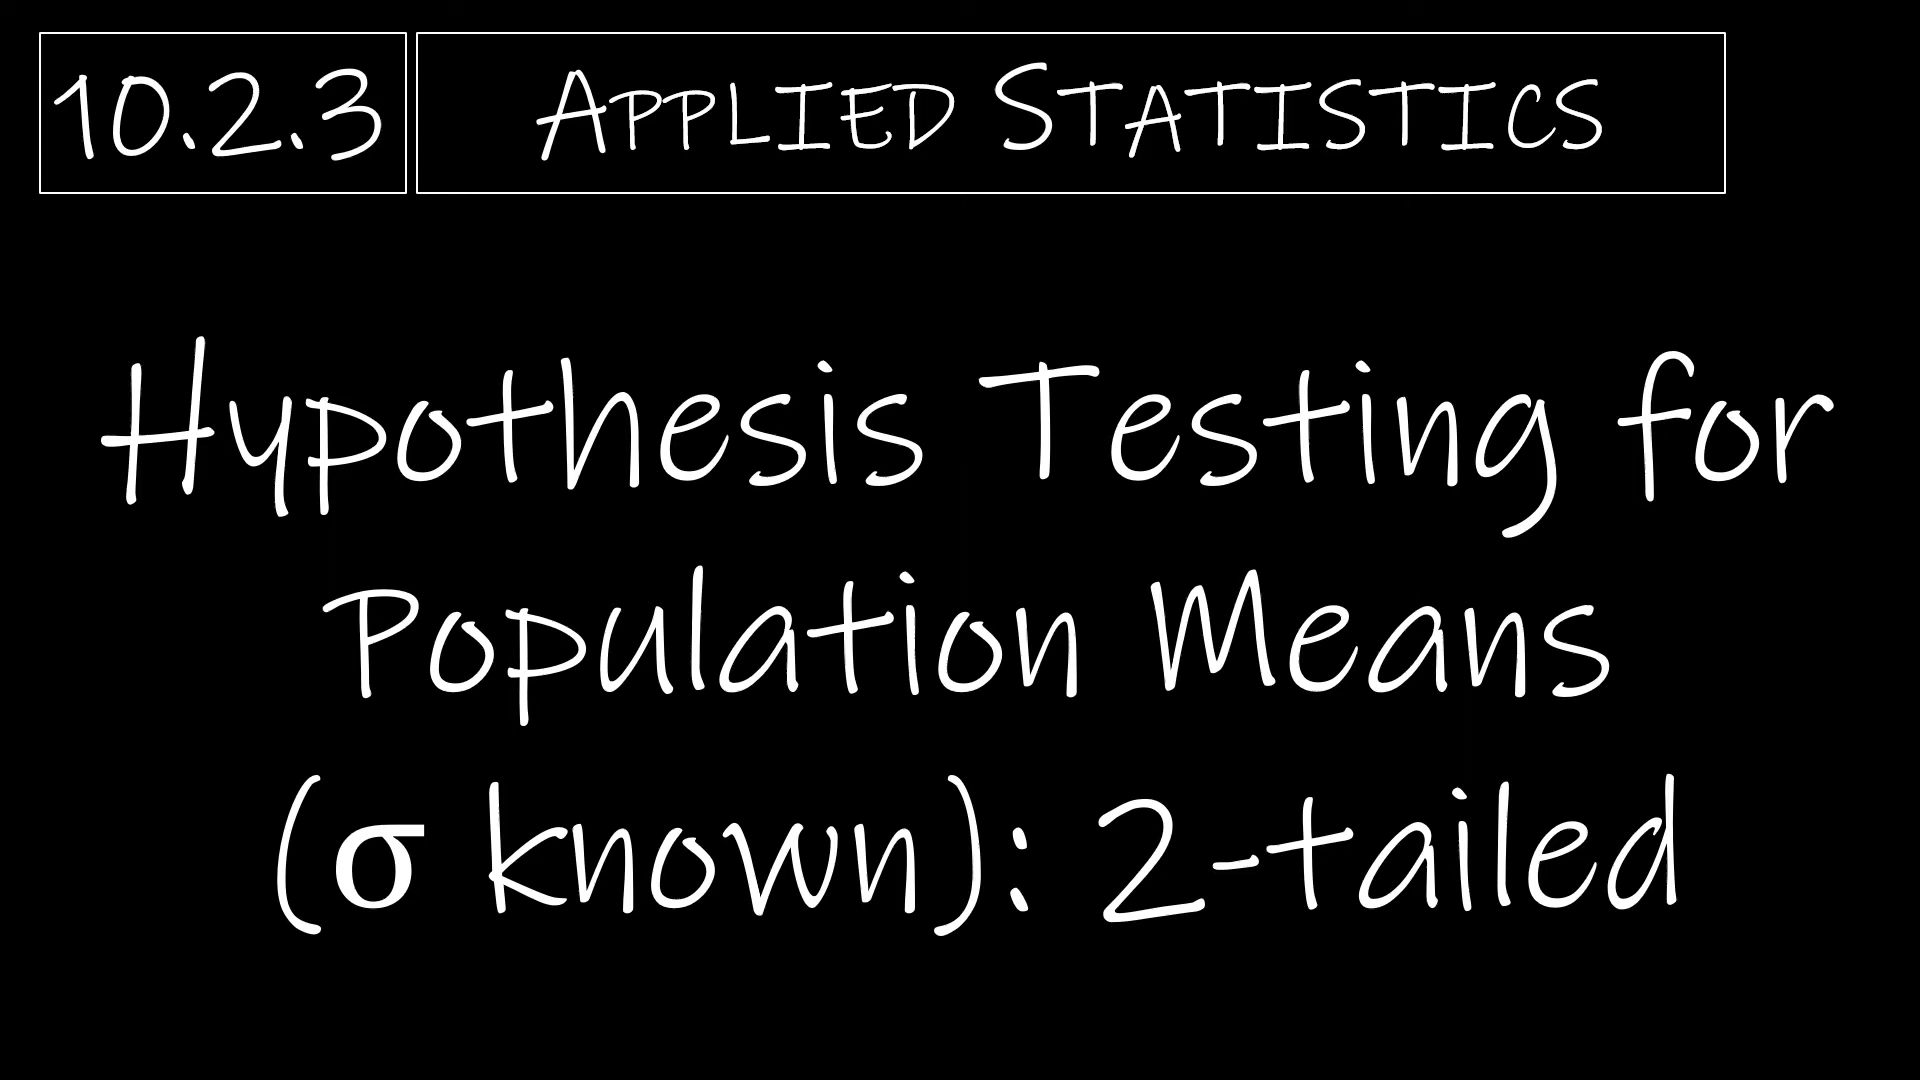 10.2.3 APPLIED STATISTICS
Hypothesis Testing for
Population Means
(σ known): 2-tailed